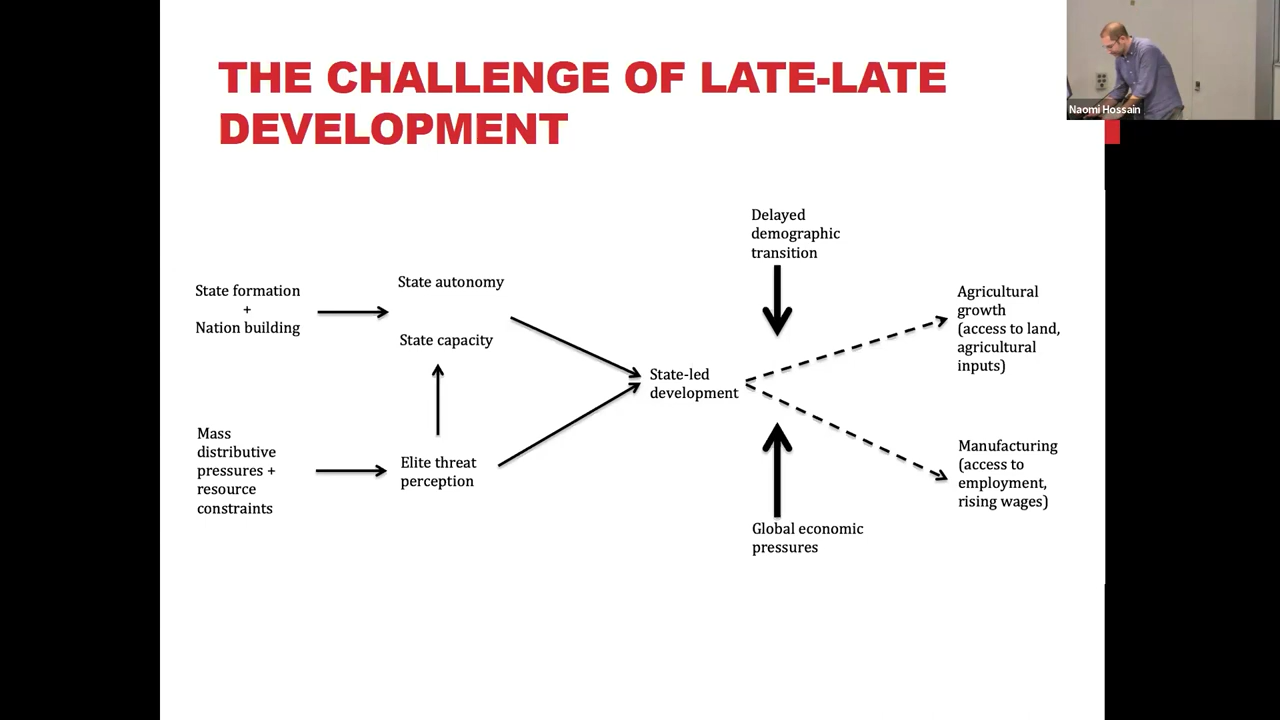 THE CHALLENGE OF LATE-LATE
DEVELOPMENT
Naomi Hossain
Delayed
demographic
transition
State formation
+
Nation building
State autonomy
State capacity
Agricultural
growth
(access to land,
agricultural
inputs)
State-led
development
Mass
distributive
pressures +
resource
constraints
Elite threat
perception
Manufacturing
(access to
employment,
rising wages)
Global economic
pressures